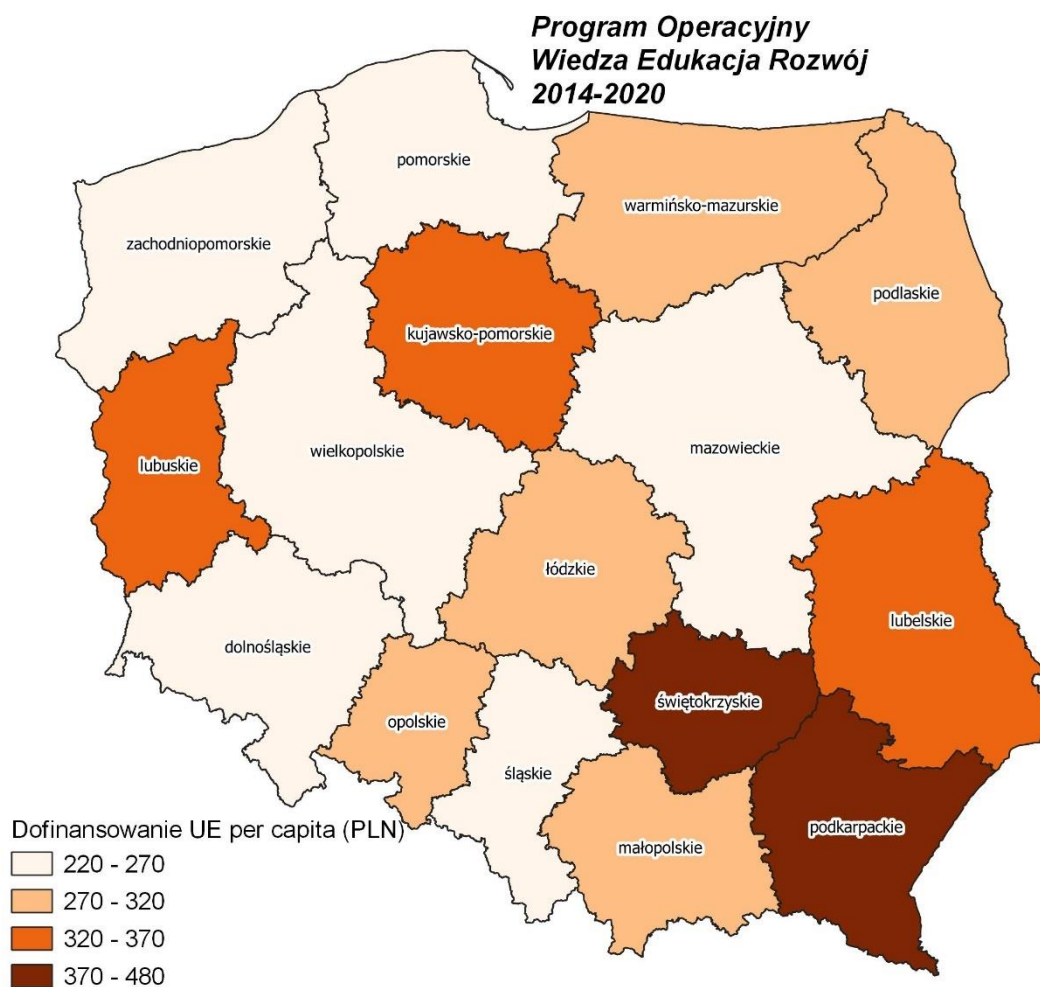 Program Operacyjny
Wiedza Edukacja Rozwój
2014-2020
pomorskie
warmińsko-mazurskie
zachodniopomorskie
podlaskie
kujawsko-pomorskie
lubuskie
wielkopolskie
mazowieckie
łódzkie
lubelskie
dolnośląskie
świętokrzyskie
opolskie
śląskie
podkarpackie
małopolskie
Dofinansowanie UE per capita (PLN)
220 - 270
270 - 320
320 - 370
370 - 480